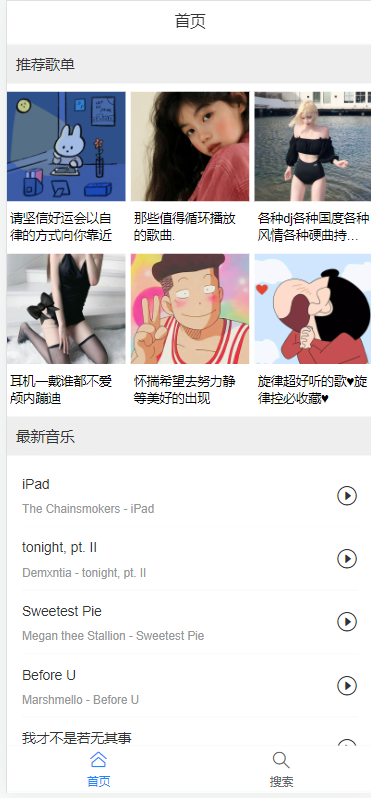 首页
推荐歌单
请坚信好运会以自
律的方式向你靠近
那些值得循环播放
的歌曲.
各种dj各种国度各种
风情各种硬曲持…
耳机一戴谁都不爱
颅内蹦迪
怀揣希望去努力静
等美好的出现
旋律超好听的歌♥旋
律控必收藏♥
最新音乐
iPad
The Chainsmokers - iPad
tonight, pt. II
Demxntia - tonight, pt. II
Sweetest Pie
Megan thee Stallion - Sweetest Pie
Before U
Marshmello - Before U
我才不是若无其事
首页
搜索